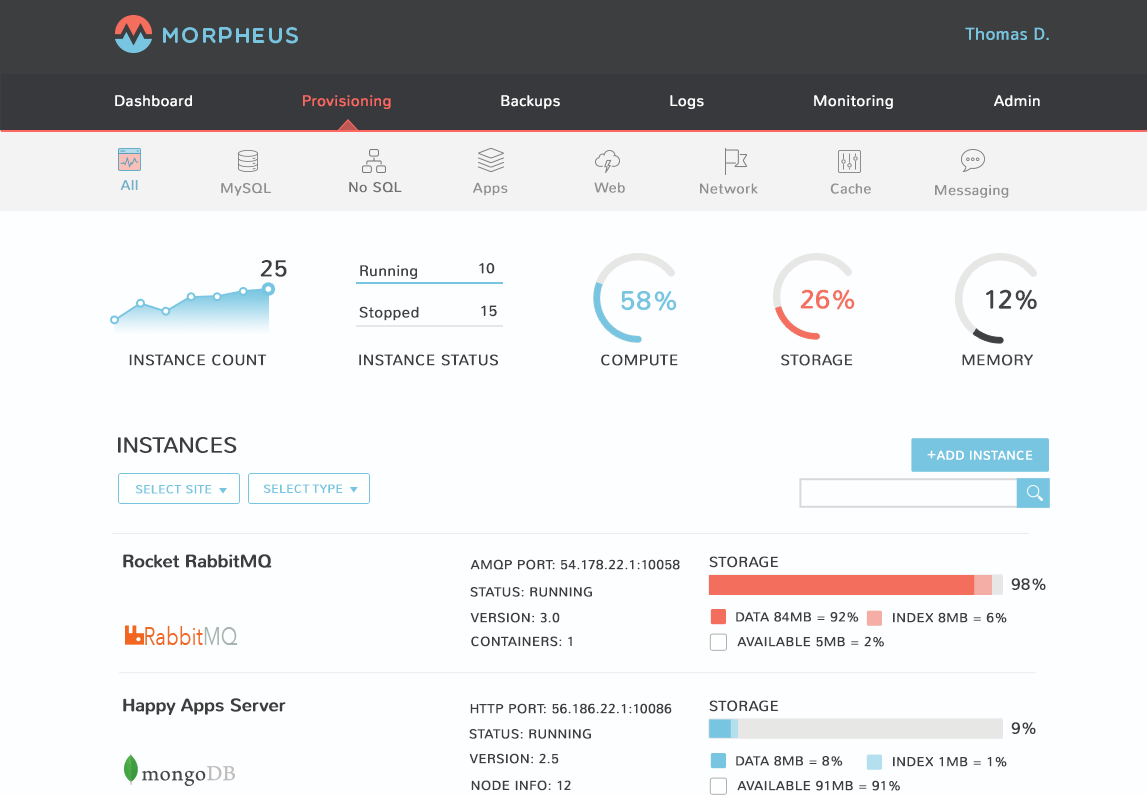 MORPHEUS
Thomas D.
Dashboard Provisioning Backups Logs Monitoring Admin
All MySQL No SQL Apps Web Network Cache Messaging
25
INSTANCE COUNT
Running 10
Stopped 15
INSTANCE STATUS
58%
COMPUTE
26%
STORAGE
12%
MEMORY
INSTANCES
+ADD INSTANCE
SELECT SITE SELECT TYPE
Rocket RabbitMQ
RabbitMQ
AMQP PORT: 54.178.22.1:10058
STATUS: RUNNING
VERSION: 3.0
CONTAINERS: 1
STORAGE
98%
DATA 84MB = 92% INDEX 8MB = 6%
AVAILABLE 5MB = 2%
Happy Apps Server
mongoDB
HTTP PORT: 56.186.22.1:10086
STATUS: RUNNING
VERSION: 2.5
NODE INFO: 12
STORAGE
9%
DATA 8MB = 8% INDEX 1MB = 1%
AVAILABLE 91MB = 91%